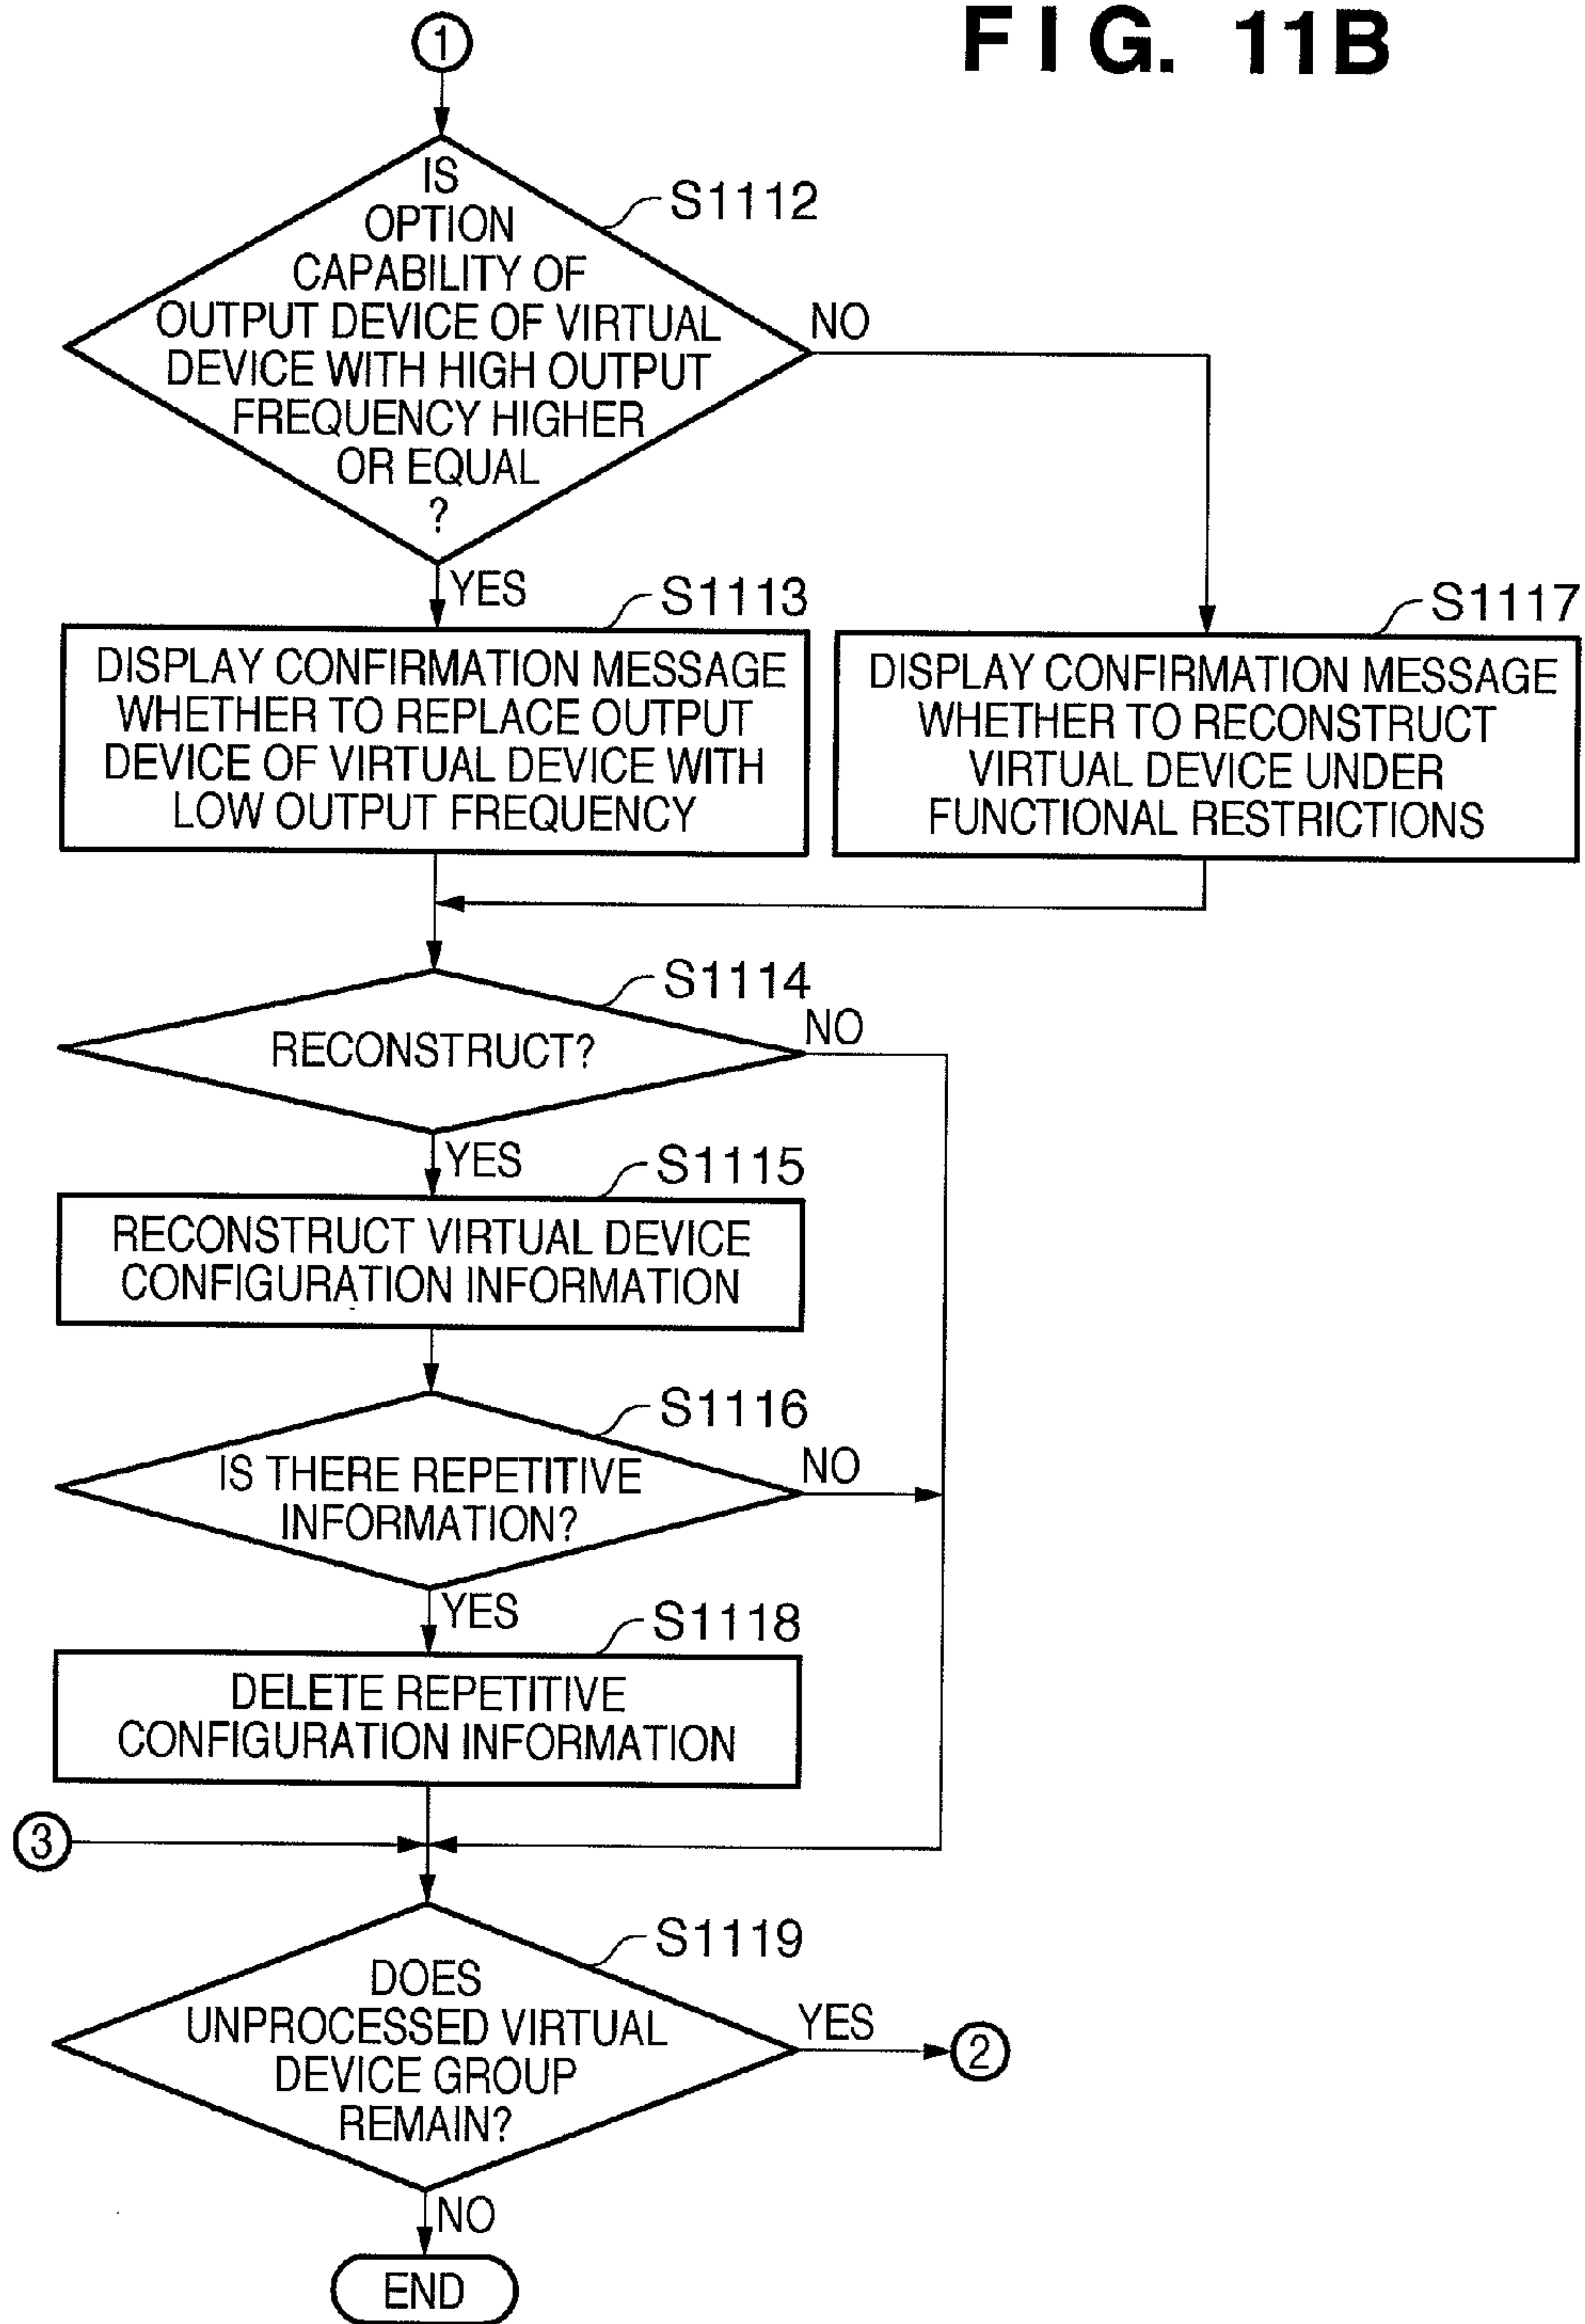 FIG. 11B
1
IS
OPTION
CAPABILITY OF
OUTPUT DEVICE OF VIRTUAL
DEVICE WITH HIGH OUTPUT
FREQUENCY HIGHER
OR EQUAL
?
S1112
NO
YES
S1113
DISPLAY CONFIRMATION MESSAGE
WHETHER TO REPLACE OUTPUT
DEVICE OF VIRTUAL DEVICE WITH
LOW OUTPUT FREQUENCY
S1117
DISPLAY CONFIRMATION MESSAGE
WHETHER TO RECONSTRUCT
VIRTUAL DEVICE UNDER
FUNCTIONAL RESTRICTIONS
S1114
RECONSTRUCT?
NO
YES
S1115
RECONSTRUCT VIRTUAL DEVICE
CONFIGURATION INFORMATION
S1116
IS THERE REPETITIVE
INFORMATION?
NO
YES
S1118
DELETE REPETITIVE
CONFIGURATION INFORMATION
3
S1119
DOES
UNPROCESSED VIRTUAL
DEVICE GROUP
REMAIN?
YES
2
NO
END